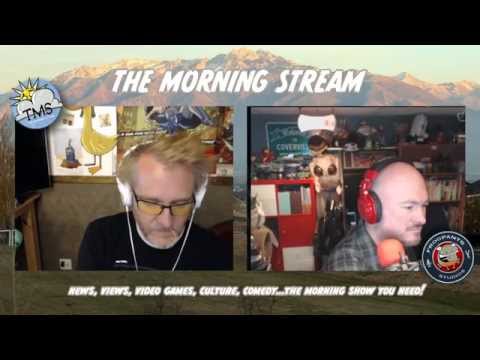 THE MORNING STREAM
TMS
COVERVILLE
FROGPANTS
STUDIOS
NEWS, VIEWS, VIDEO GAMES, CULTURE, COMEDY...THE MORNING SHOW YOU NEED!